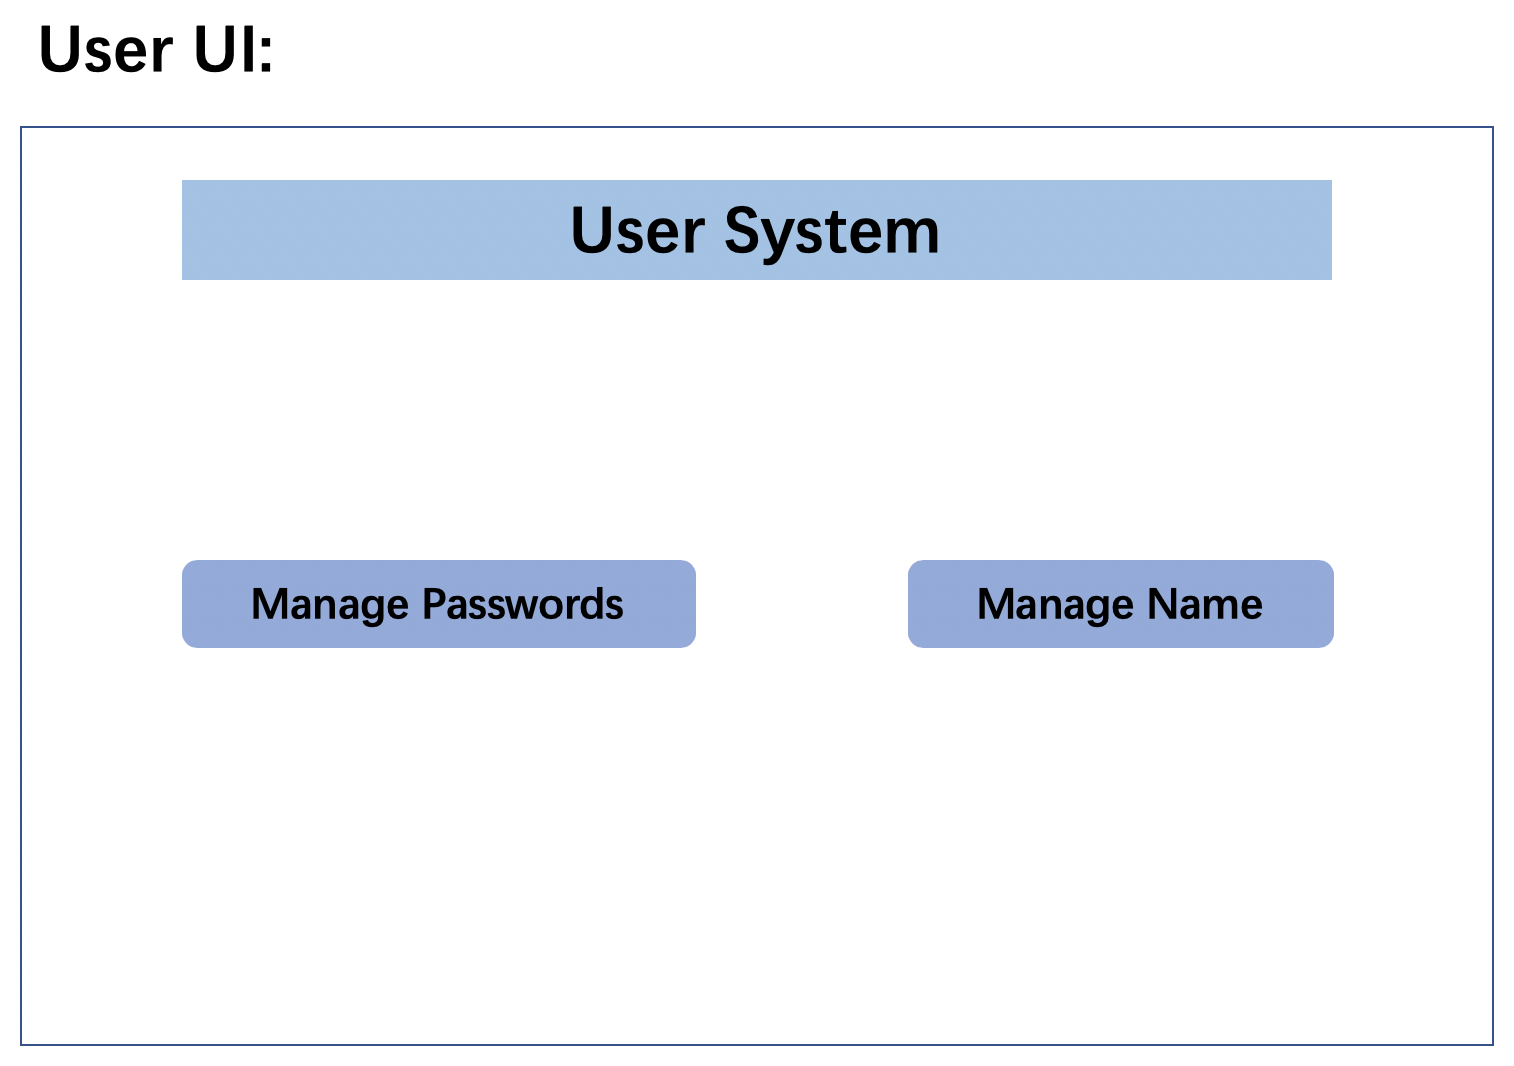 User UI:
User System
Manage Passwords
Manage Name